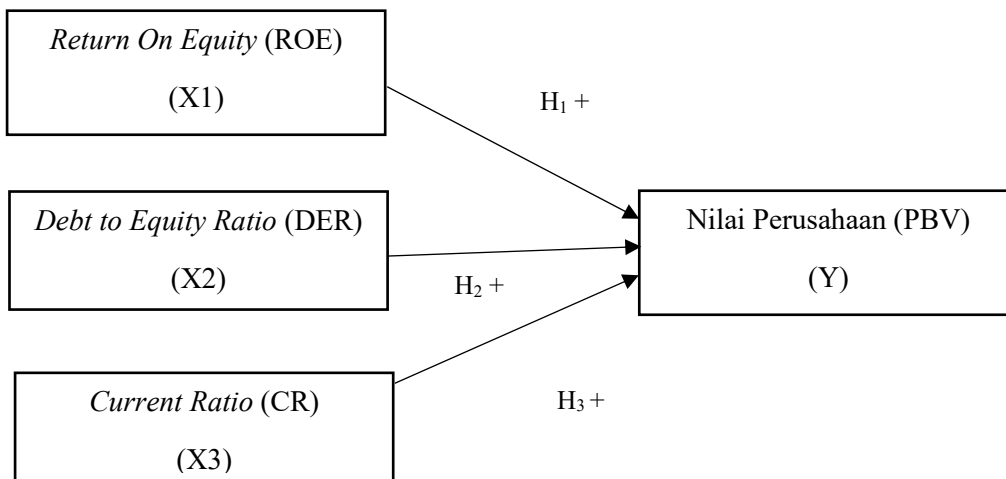 Return On Equity (ROE)
(X1)
H₁ +
Debt to Equity Ratio (DER)
(X2)
H₂ +
Nilai Perusahaan (PBV)
(Y)
Current Ratio (CR)
(X3)
H₃ +